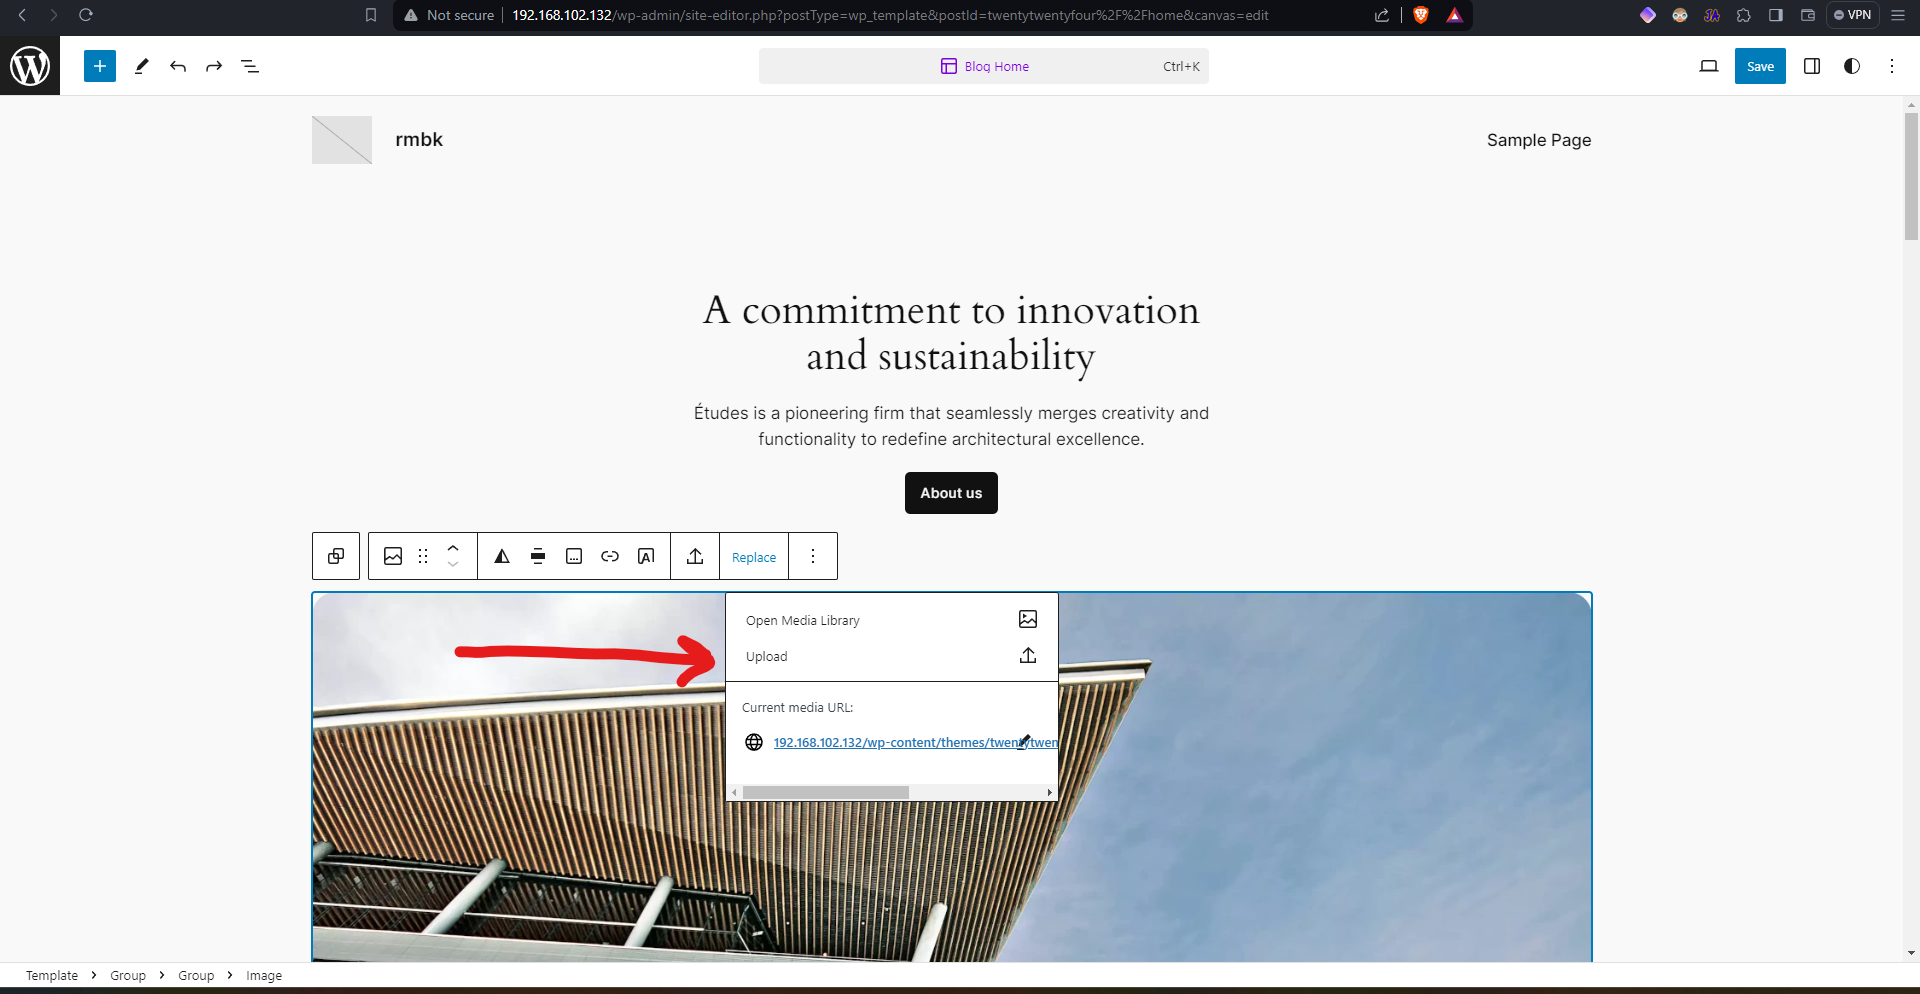 Not secure
192.168.102.132/wp-admin/site-editor.php?postType=wp_template&postId=twentytwentyfour%2F%2Fhome&canvas=edit
VPN
Blog Home
Ctrl+K
Save
rmbk
Sample Page
A commitment to innovation
and sustainability
Études is a pioneering firm that seamlessly merges creativity and
functionality to redefine architectural excellence.
About us
Replace
Open Media Library
Upload
Current media URL:
192.168.102.132/wp-content/themes/twentytwen
Template > Group > Group > Image